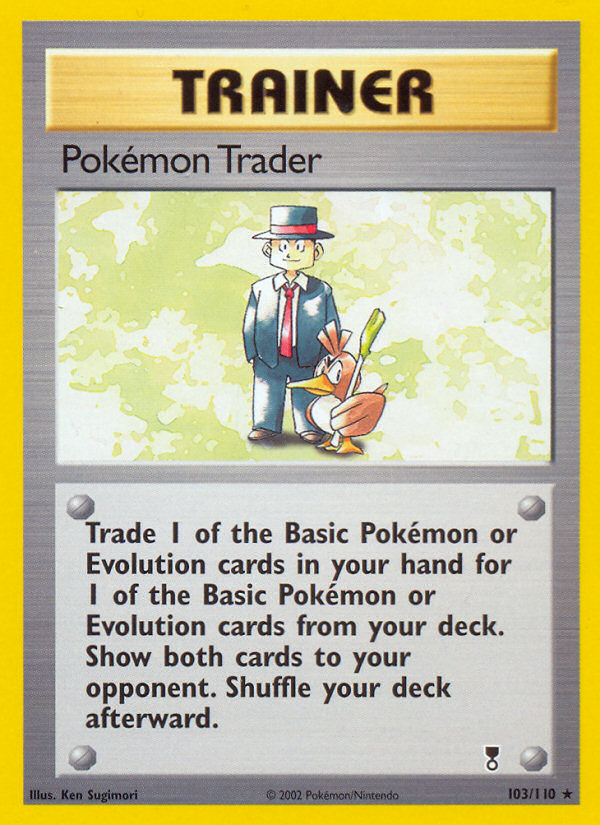 TRAINER
Pokémon Trader
Trade 1 of the Basic Pokémon or
Evolution cards in your hand for
1 of the Basic Pokémon or
Evolution cards from your deck.
Show both cards to your
opponent. Shuffle your deck
afterward.
Illus. Ken Sugimori
© 2002 Pokémon/Nintendo
103/110 ★